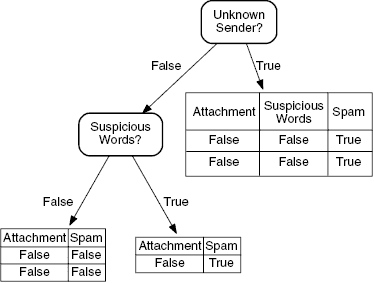 Unknown
Sender?
False
True
Attachment Suspicious Words Spam
False False True
False False True
Suspicious
Words?
False
True
Attachment Spam
False False
False False
Attachment Spam
False True